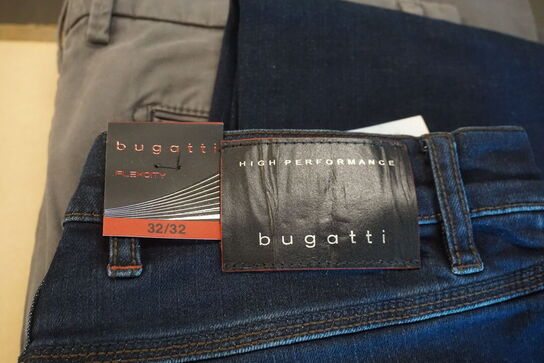 bugatti
FLEXCITY
32/32
HIGH PERFORMANCE
bugatti